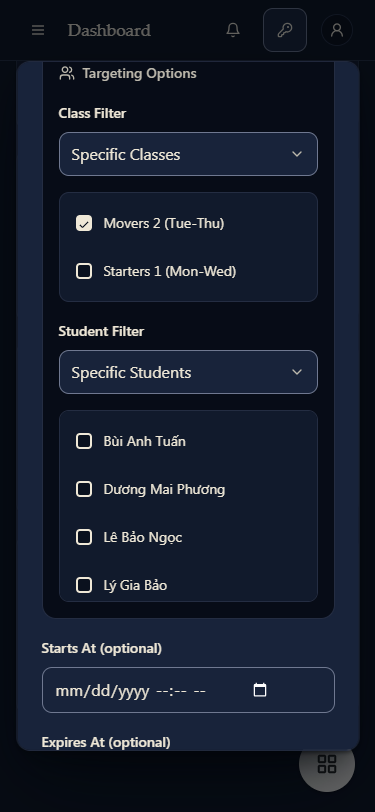 Dashboard
Targeting Options
Class Filter
Specific Classes
Movers 2 (Tue-Thu)
Starters 1 (Mon-Wed)
Student Filter
Specific Students
Bùi Anh Tuấn
Dương Mai Phương
Lê Bảo Ngọc
Lý Gia Bảo
Starts At (optional)
mm/dd/yyyy --:-- --
Expires At (optional)